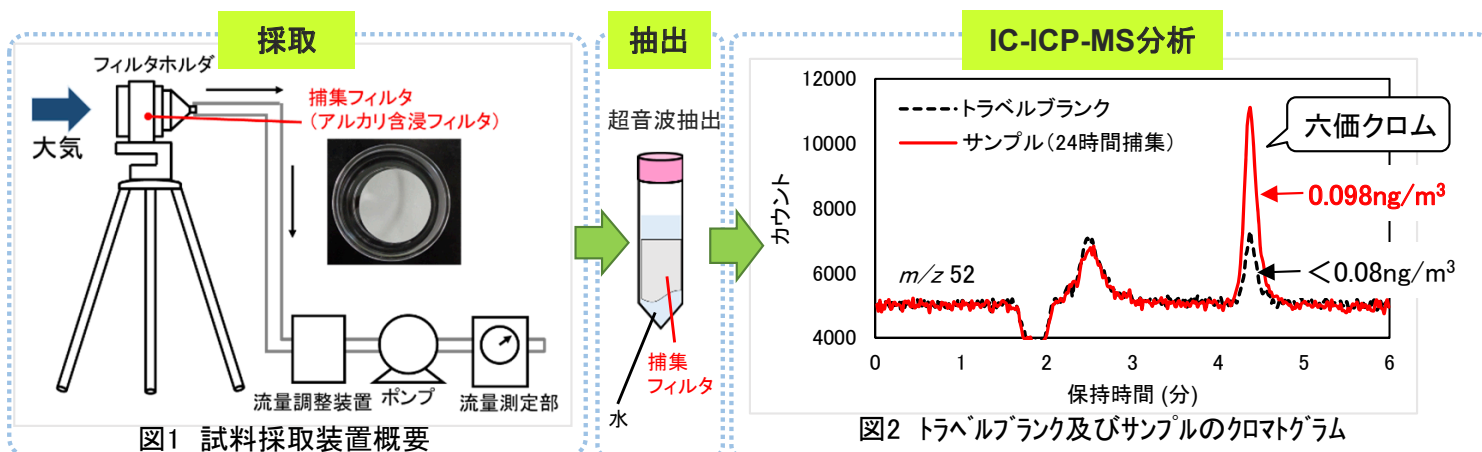 採取
フィルタホルダ
捕集フィルタ
（アルカリ含浸フィルタ）
大気
流量調整装置
ポンプ
流量測定部
図1 試料採取装置概要
抽出
超音波抽出
捕集
フィルタ
水
IC-ICP-MS分析
12000
10000
8000
6000
4000
カウント
トラベルブランク
サンプル（24時間捕集）
六価クロム
0.098ng/m³
＜0.08ng/m³
m/z 52
0 1 2 3 4 5 6
保持時間 (分)
図2 ﾄﾗﾍﾞﾙﾌﾞﾗﾝｸ及びサンプルのｸﾛﾏﾄｸﾞﾗﾑ